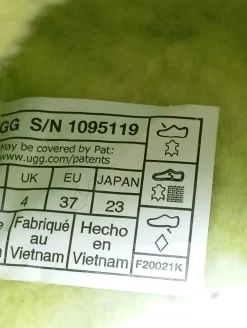 GG S/N 1095119
May be covered by Pat:
www.ugg.com/patents
UK EU JAPAN
4 37 23
Fabriqué au Vietnam
Hecho en Vietnam
F20021K